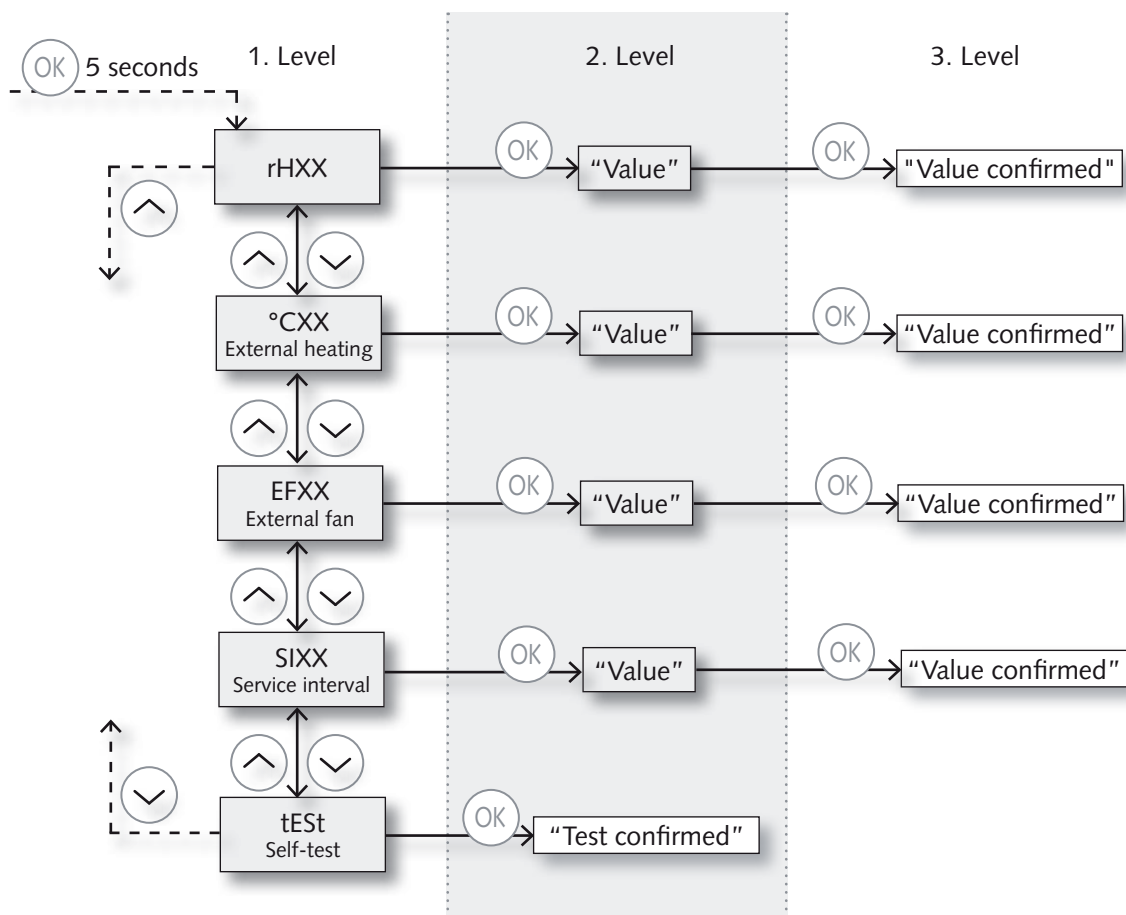 1. Level
2. Level
3. Level
OK 5 seconds
rHXX
OK
“Value”
OK
"Value confirmed"
°CXX
External heating
OK
“Value”
OK
“Value confirmed”
EFXX
External fan
OK
“Value”
OK
“Value confirmed”
SIXX
Service interval
OK
“Value”
OK
“Value confirmed”
tESt
Self-test
OK
“Test confirmed”